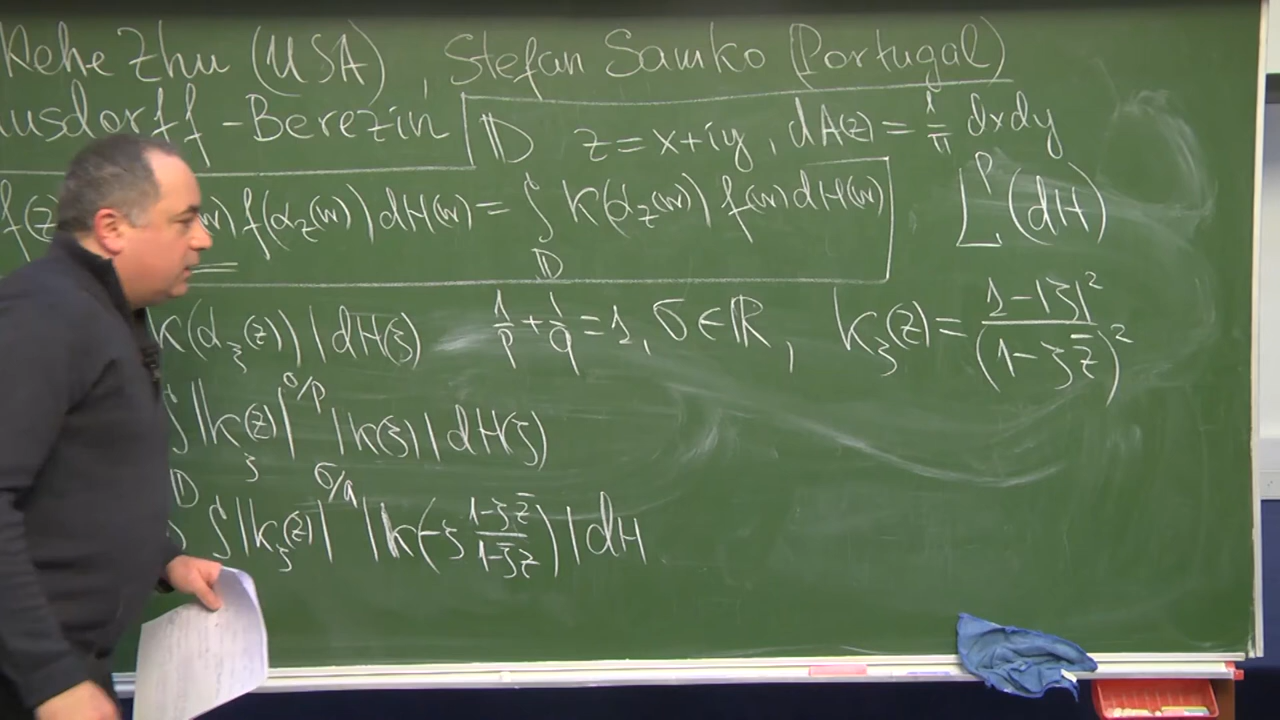 Kehe Zhu (USA), Stefan Samko (Portugal)
usdorff-Berezin 𝔻 z=x+iy, dA(z)=1/π dxdy
f(z w) f(α_z(w)) dH(w) = ∫_𝔻 K(α_z(w)) f(w) dH(w) L^p(dH)
K(α_ξ(z))|dH(ξ) 1/p+1/q=1, σ∈ℝ, k_ξ(z)=(1-|ξ|²)/(1-ξz̄)²
∫_𝔻 |k_ξ(z)|^{σ/p} |K(ξ)|dH(ξ)
∫|k_ξ(z)|^{σ/q} |K(-ξ (1-ξz̄)/(1-ξ̄z))|dH